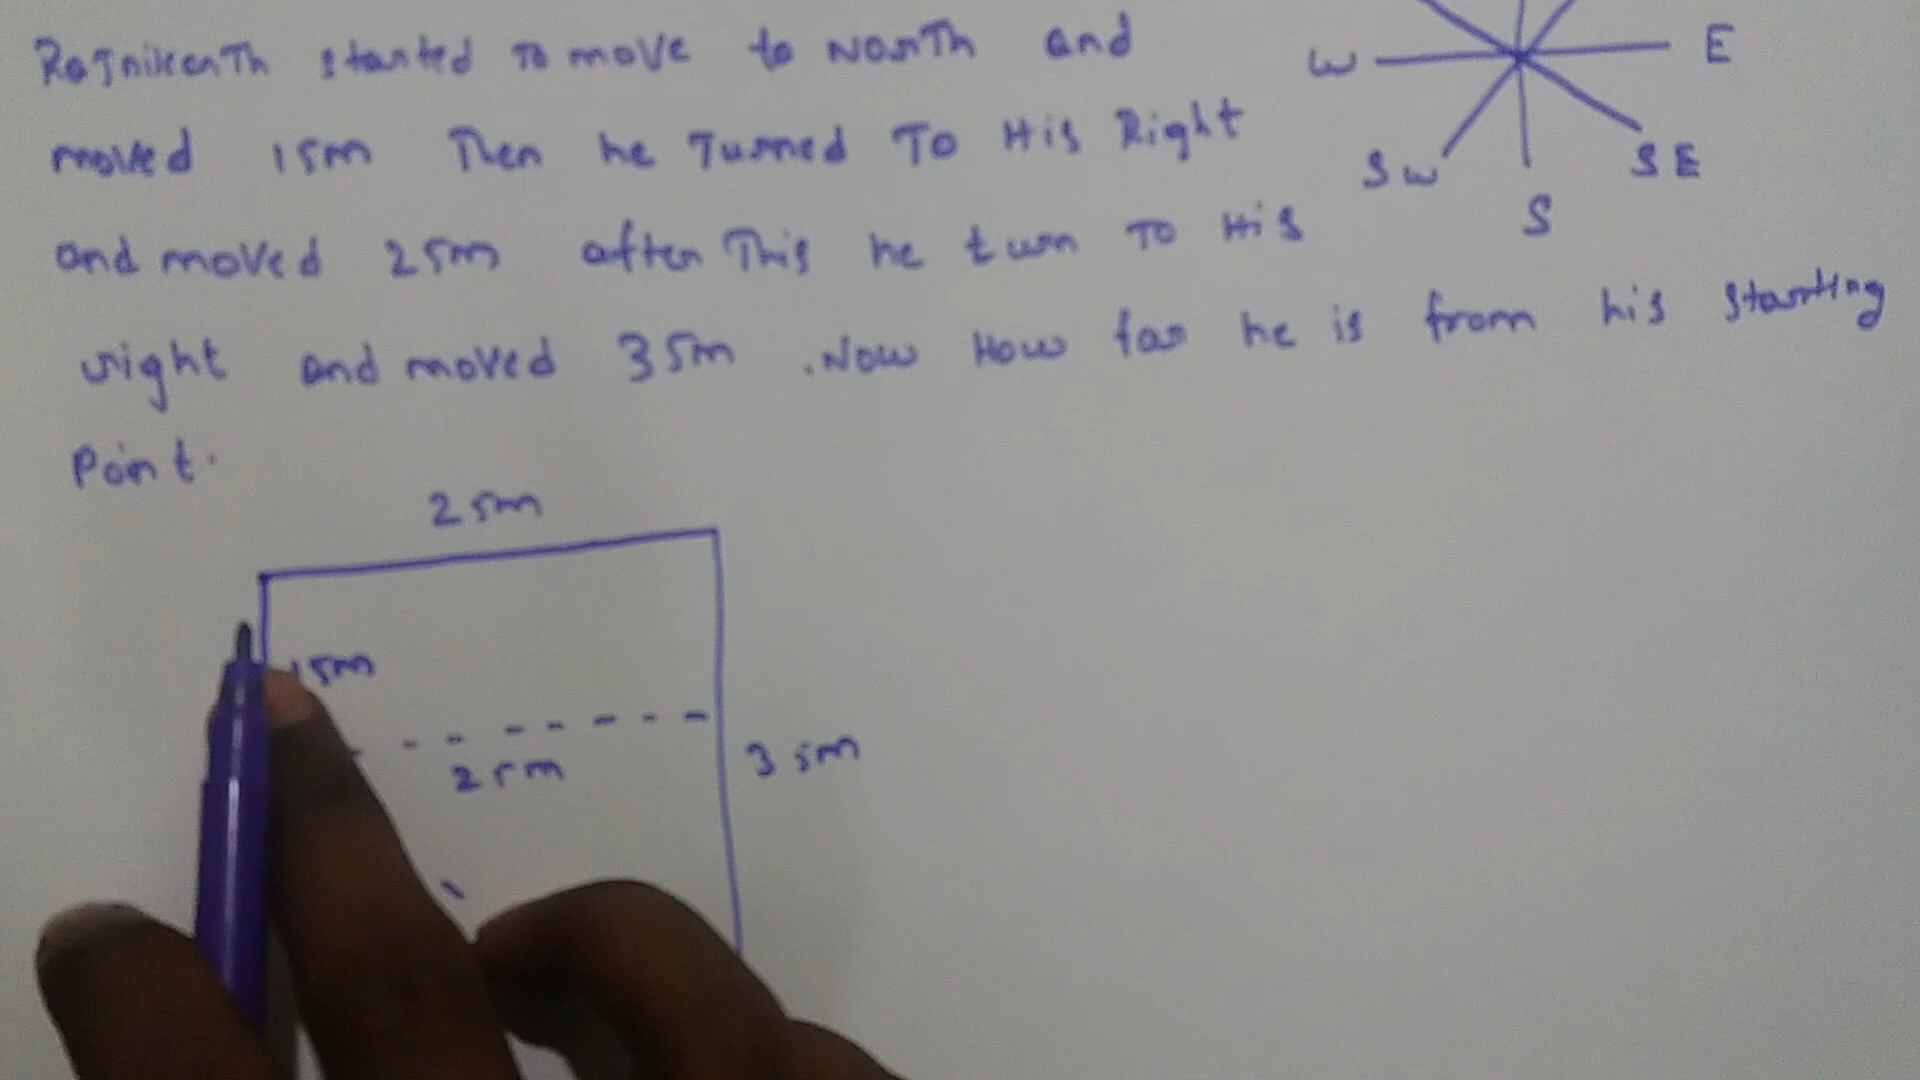 Rajnikanth started to move to north and
moved 15m Then he Turned To His Right
and moved 25m after This he turn To His
right and moved 35m . Now How far he is from his starting
Point.
W
E
SW
S
SE
25m
15m
25m
35m